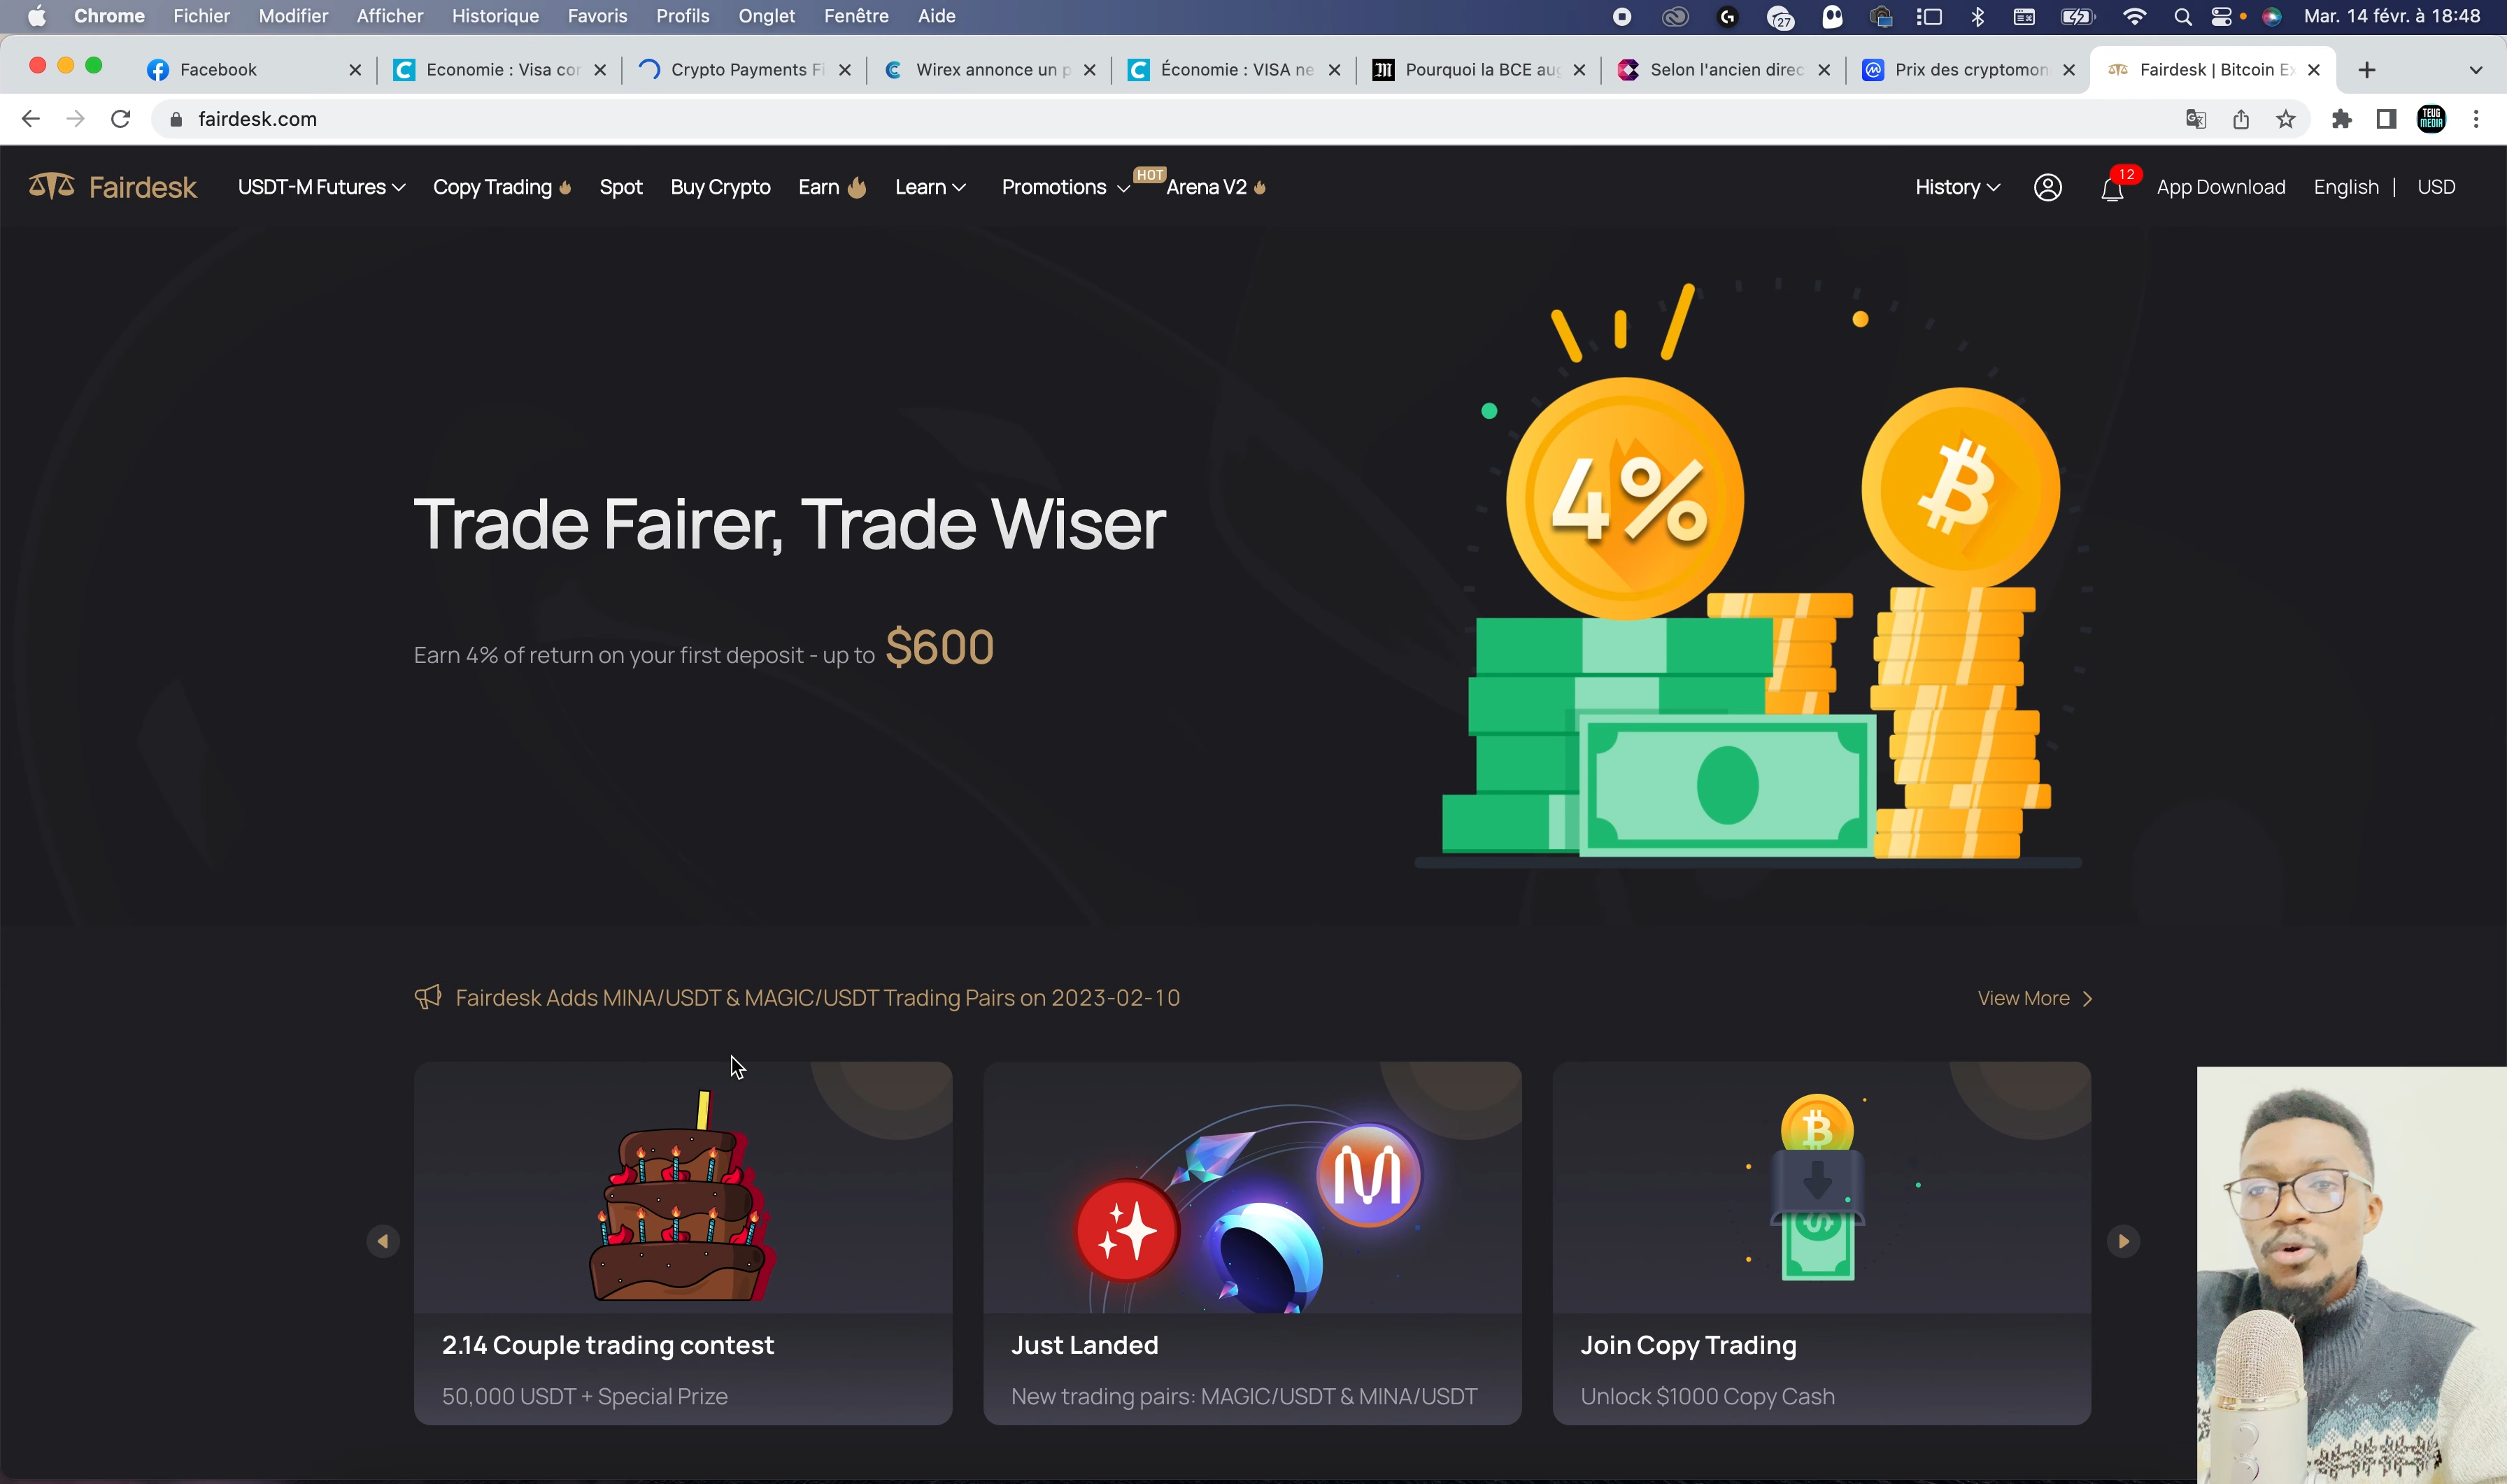 Chrome Fichier Modifier Afficher Historique Favoris Profils Onglet Fenêtre Aide 27 Mar. 14 févr. à 18:48
Facebook Economie : Visa cor Crypto Payments Fi Wirex annonce un p Économie : VISA ne Pourquoi la BCE aug Selon l'ancien direc Prix des cryptomon Fairdesk | Bitcoin Ex
fairdesk.com TEUG MEDIA
Fairdesk USDT-M Futures Copy Trading Spot Buy Crypto Earn Learn Promotions HOT Arena V2 History 12 App Download English | USD
4%
Trade Fairer, Trade Wiser
Earn 4% of return on your first deposit - up to $600
Fairdesk Adds MINA/USDT & MAGIC/USDT Trading Pairs on 2023-02-10 View More
2.14 Couple trading contest
50,000 USDT + Special Prize
Just Landed
New trading pairs: MAGIC/USDT & MINA/USDT
Join Copy Trading
Unlock $1000 Copy Cash